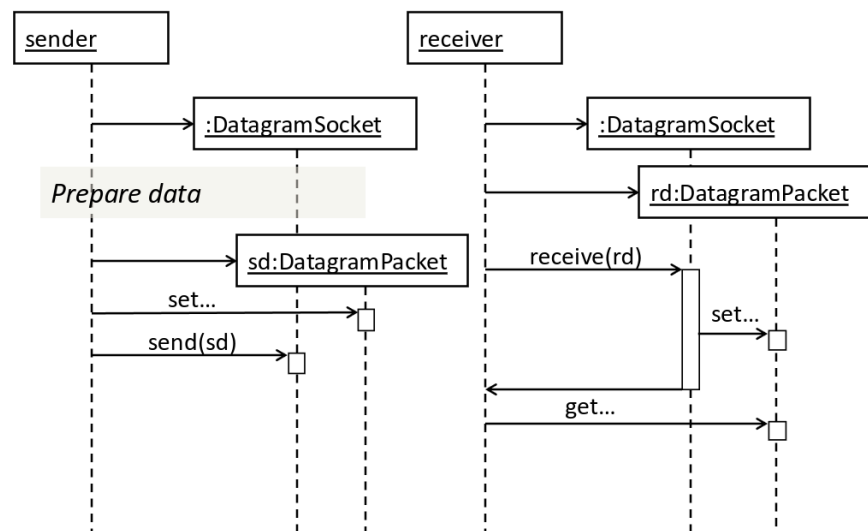 sender
receiver
:DatagramSocket
:DatagramSocket
Prepare data
rd:DatagramPacket
sd:DatagramPacket
receive(rd)
set...
set...
send(sd)
get...